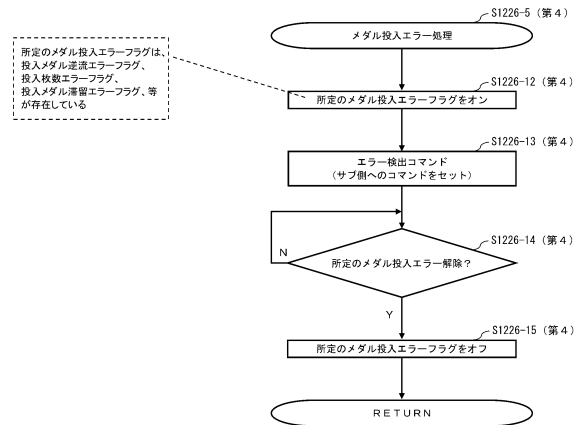 S1226-5（第４）
メダル投入エラー処理
所定のメダル投入エラーフラグは、
投入メダル逆流エラーフラグ、
投入枚数エラーフラグ、
投入メダル滞留エラーフラグ、等
が存在している
S1226-12（第４）
所定のメダル投入エラーフラグをオン
S1226-13（第４）
エラー検出コマンド
（サブ側へのコマンドをセット）
S1226-14（第４）
所定のメダル投入エラー解除？
N
Y
S1226-15（第４）
所定のメダル投入エラーフラグをオフ
ＲＥＴＵＲＮ